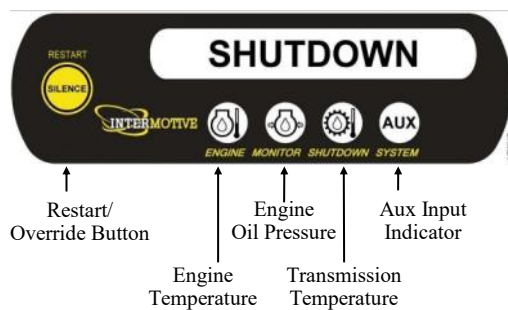 RESTART
SHUTDOWN
SILENCE
INTERMOTIVE
AUX
ENGINE MONITOR SHUTDOWN SYSTEM
Restart/
Override Button
Engine
Oil Pressure
Aux Input
Indicator
Engine
Temperature
Transmission
Temperature